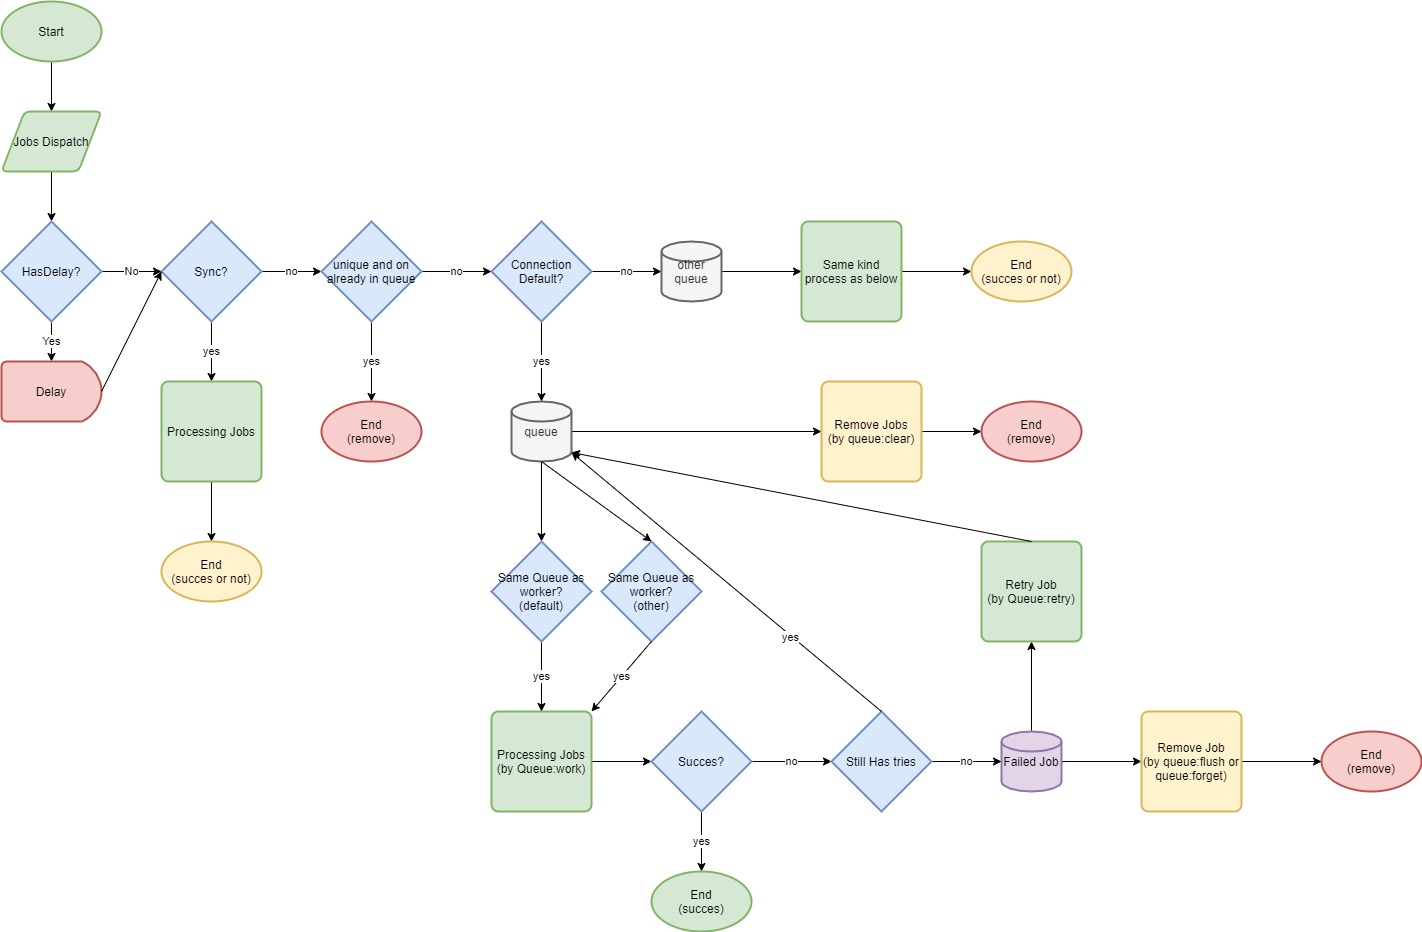 Start
Jobs Dispatch
HasDelay?
No
Sync?
no
unique and on
already in queue
no
Connection
Default?
no
other
queue
Same kind
process as below
End
(succes or not)
Yes
Delay
yes
Processing Jobs
End
(succes or not)
yes
End
(remove)
yes
queue
Remove Jobs
(by queue:clear)
End
(remove)
Same Queue as
worker?
(default)
Same Queue as
worker?
(other)
Retry Job
(by Queue:retry)
yes
yes
yes
Processing Jobs
(by Queue:work)
Succes?
no
Still Has tries
no
Failed Job
Remove Job
(by queue:flush or
queue:forget)
End
(remove)
yes
End
(succes)